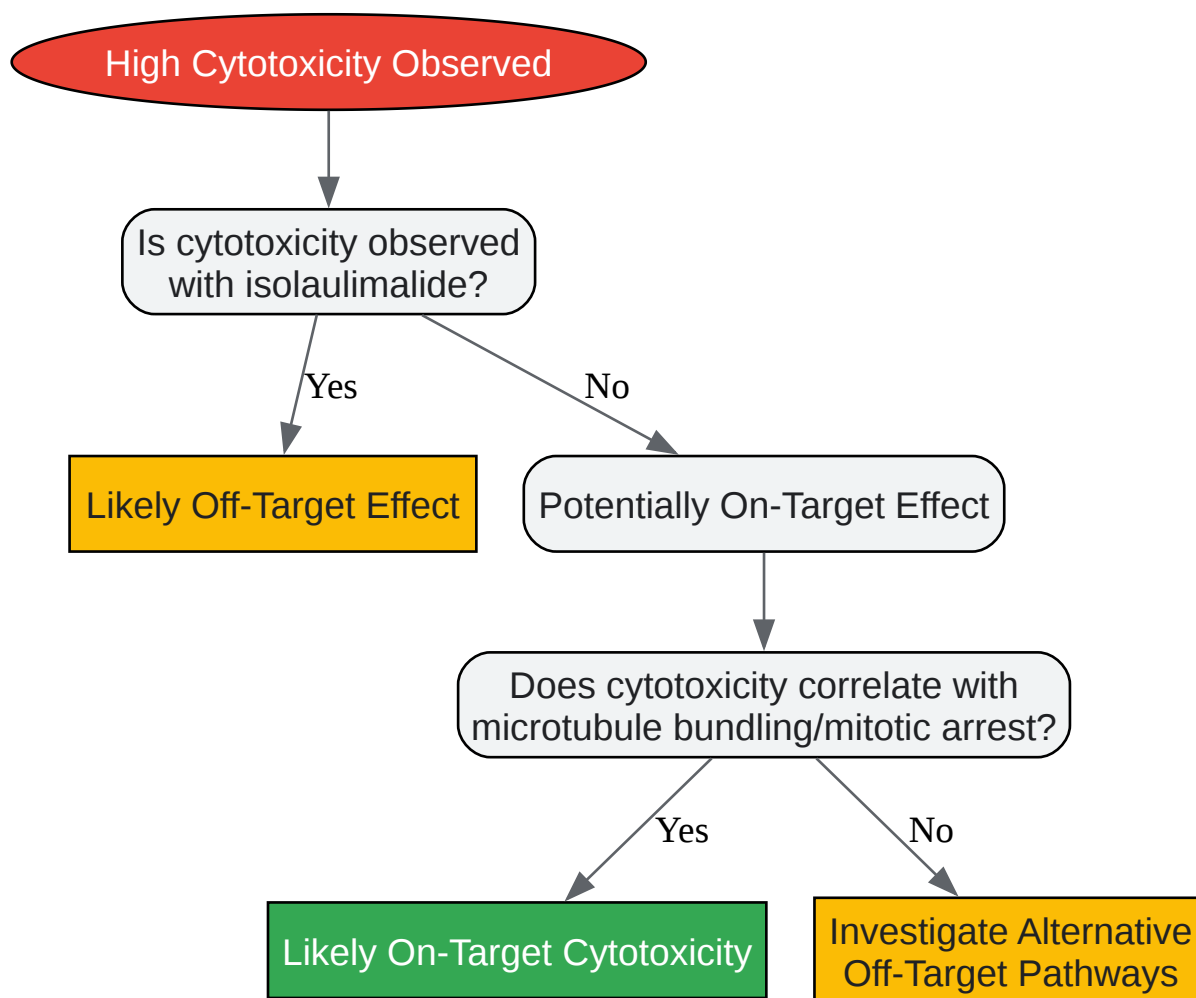 High Cytotoxicity Observed
Is cytotoxicity observed
with isolaulimalide?
Yes
No
Likely Off-Target Effect
Potentially On-Target Effect
Does cytotoxicity correlate with
microtubule bundling/mitotic arrest?
Yes
No
Likely On-Target Cytotoxicity
Investigate Alternative
Off-Target Pathways